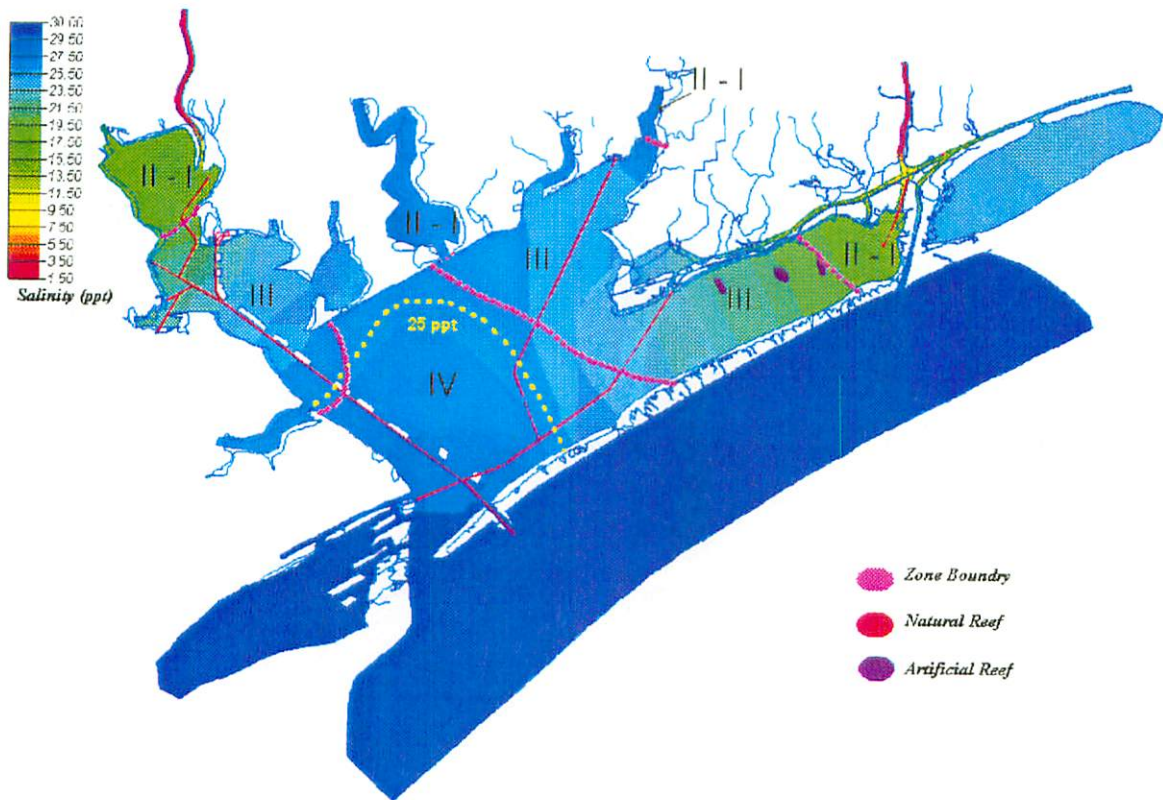 30.00
29.50
27.50
25.50
23.50
21.50
19.50
17.50
15.50
13.50
11.50
9.50
7.50
5.50
3.50
1.50
Salinity (ppt)
II - I
II - I
II - I
III
II - I
III
III
25 ppt
IV
Zone Boundry
Natural Reef
Artificial Reef